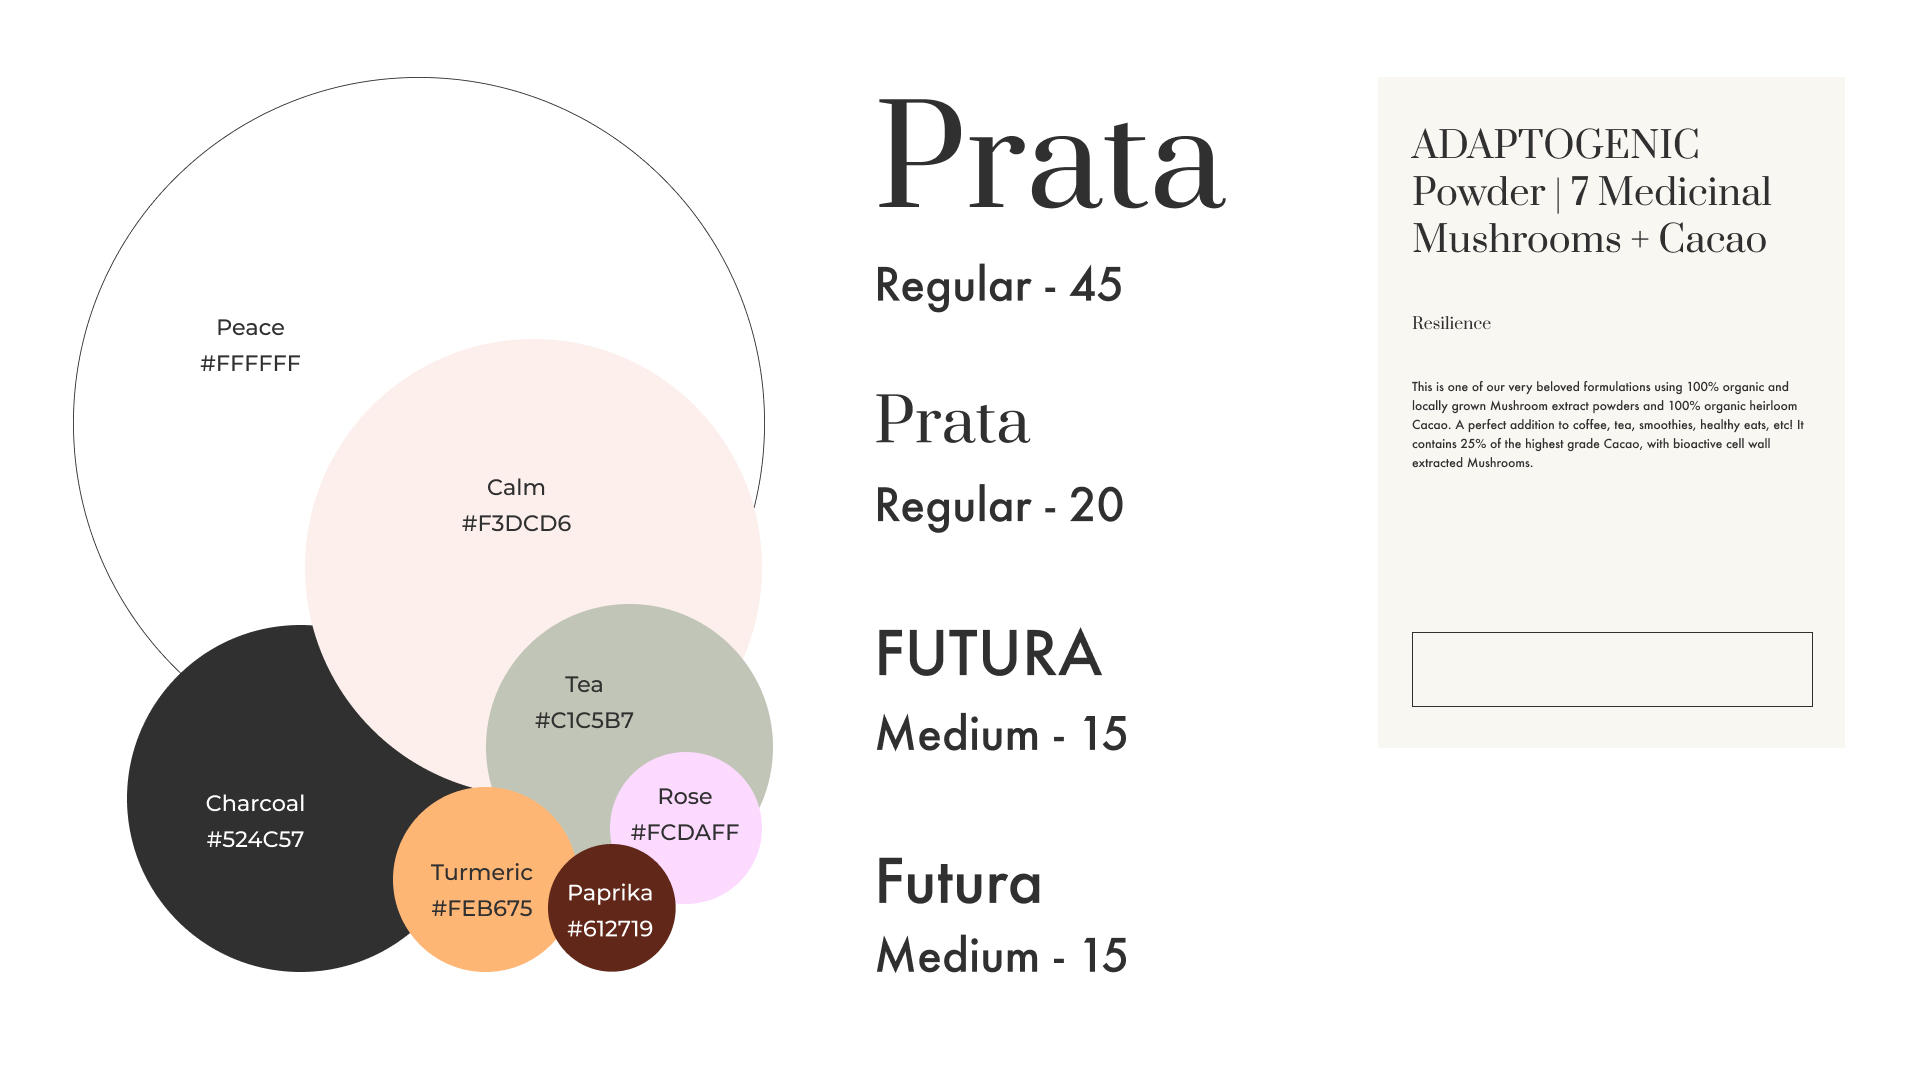 Peace
#FFFFFF
Calm
#F3DCD6
Tea
#C1C5B7
Rose
#FCDAFF
Charcoal
#524C57
Turmeric
#FEB675
Paprika
#612719
Prata
Regular - 45
Prata
Regular - 20
FUTURA
Medium - 15
Futura
Medium - 15
ADAPTOGENIC
Powder | 7 Medicinal
Mushrooms + Cacao
Resilience
This is one of our very beloved formulations using 100% organic and
locally grown Mushroom extract powders and 100% organic heirloom
Cacao. A perfect addition to coffee, tea, smoothies, healthy eats, etc! It
contains 25% of the highest grade Cacao, with bioactive cell wall
extracted Mushrooms.